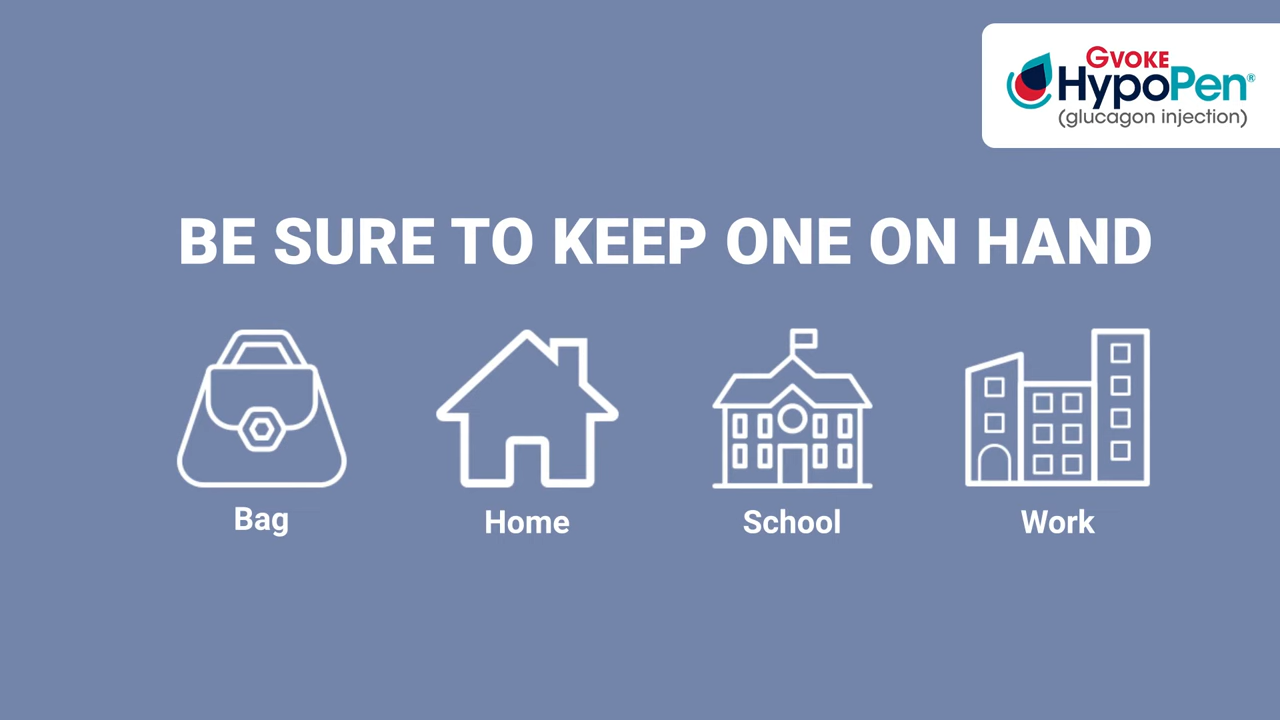 GVOKE
HypoPen®
(glucagon injection)
BE SURE TO KEEP ONE ON HAND
Bag
Home
School
Work